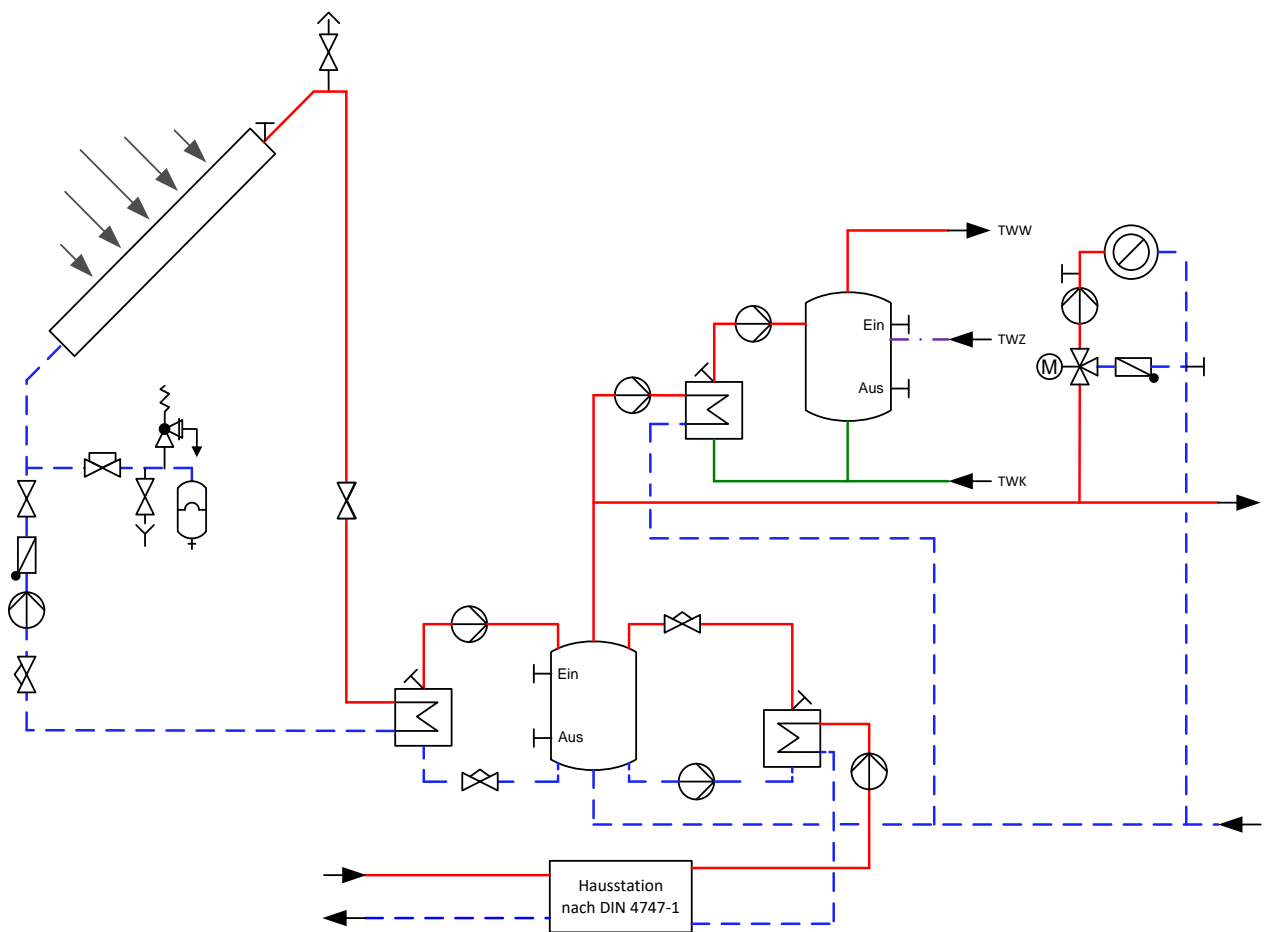 TWW
Ein
TWZ
M
Aus
TWK
Ein
Aus
Hausstation
nach DIN 4747-1